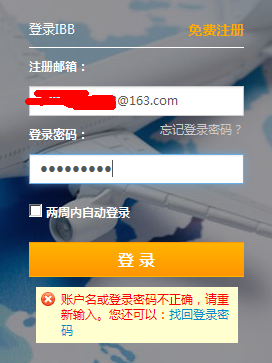 登录IBB 免费注册
注册邮箱：
@163.com
登录密码： 忘记登录密码？
●●●●●●●●●
两周内自动登录
登 录
账户名或登录密码不正确，请重
新输入。您还可以：找回登录密
码